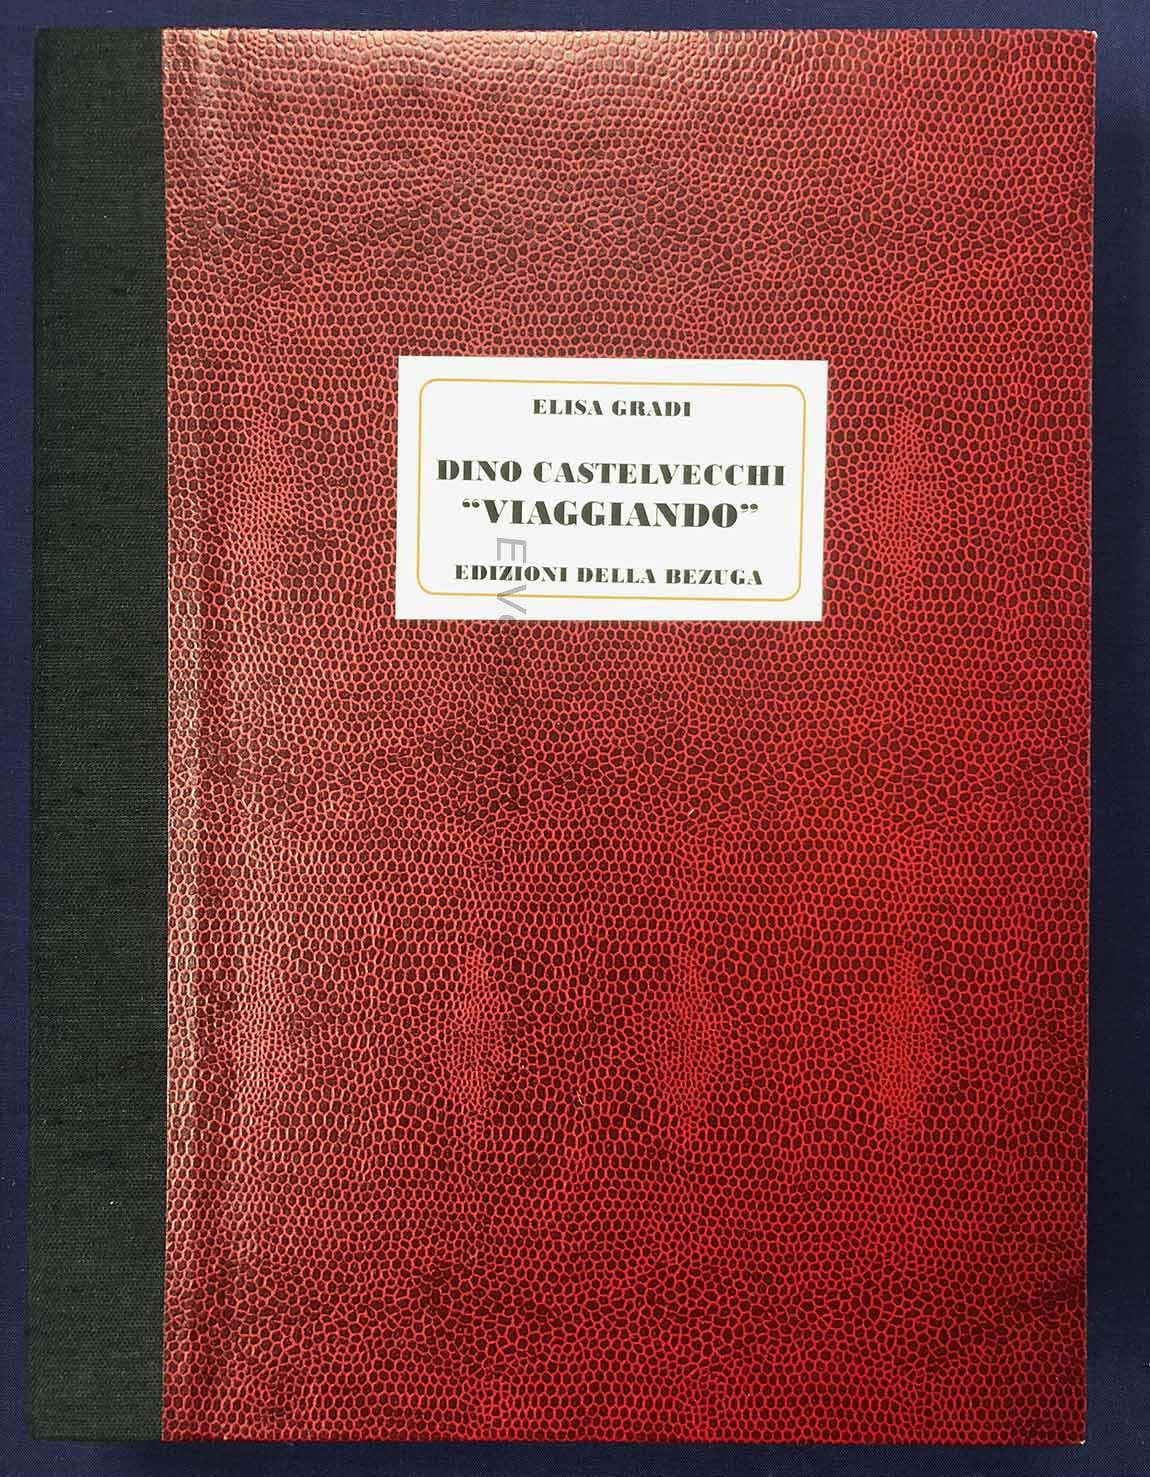 ELISA GRADI
DINO CASTELVECCHI
“VIAGGIANDO”
EDIZIONI DELLA BEZUGA